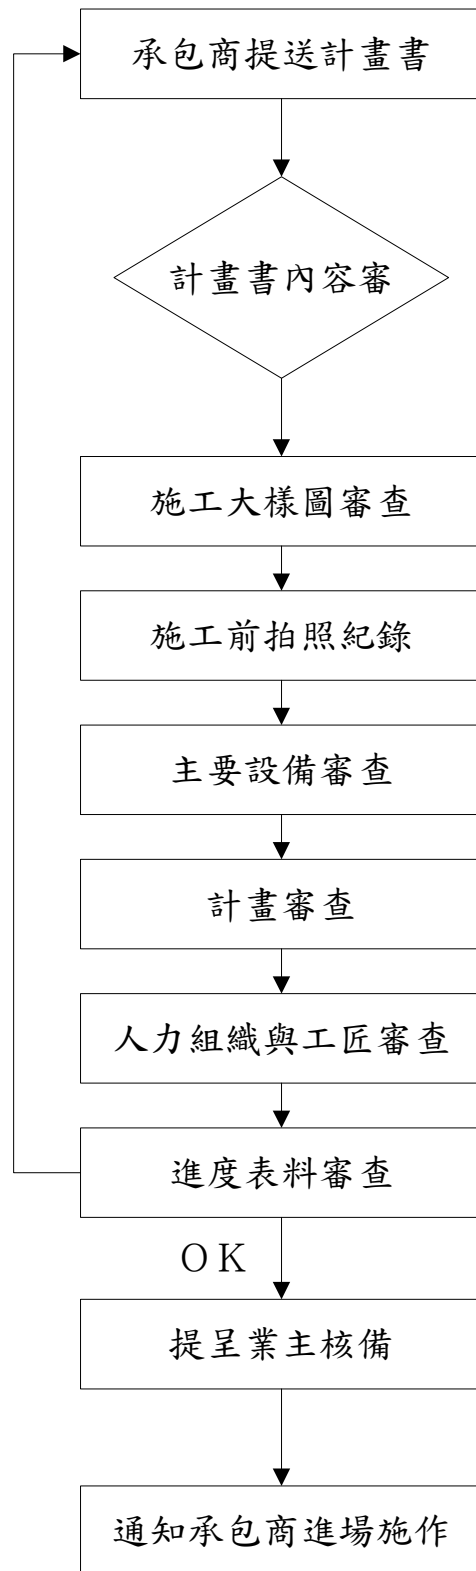 承包商提送計畫書
計畫書內容審
施工大樣圖審查
施工前拍照紀錄
主要設備審查
計畫審查
人力組織與工匠審查
進度表料審查
ＯＫ
提呈業主核備
通知承包商進場施作